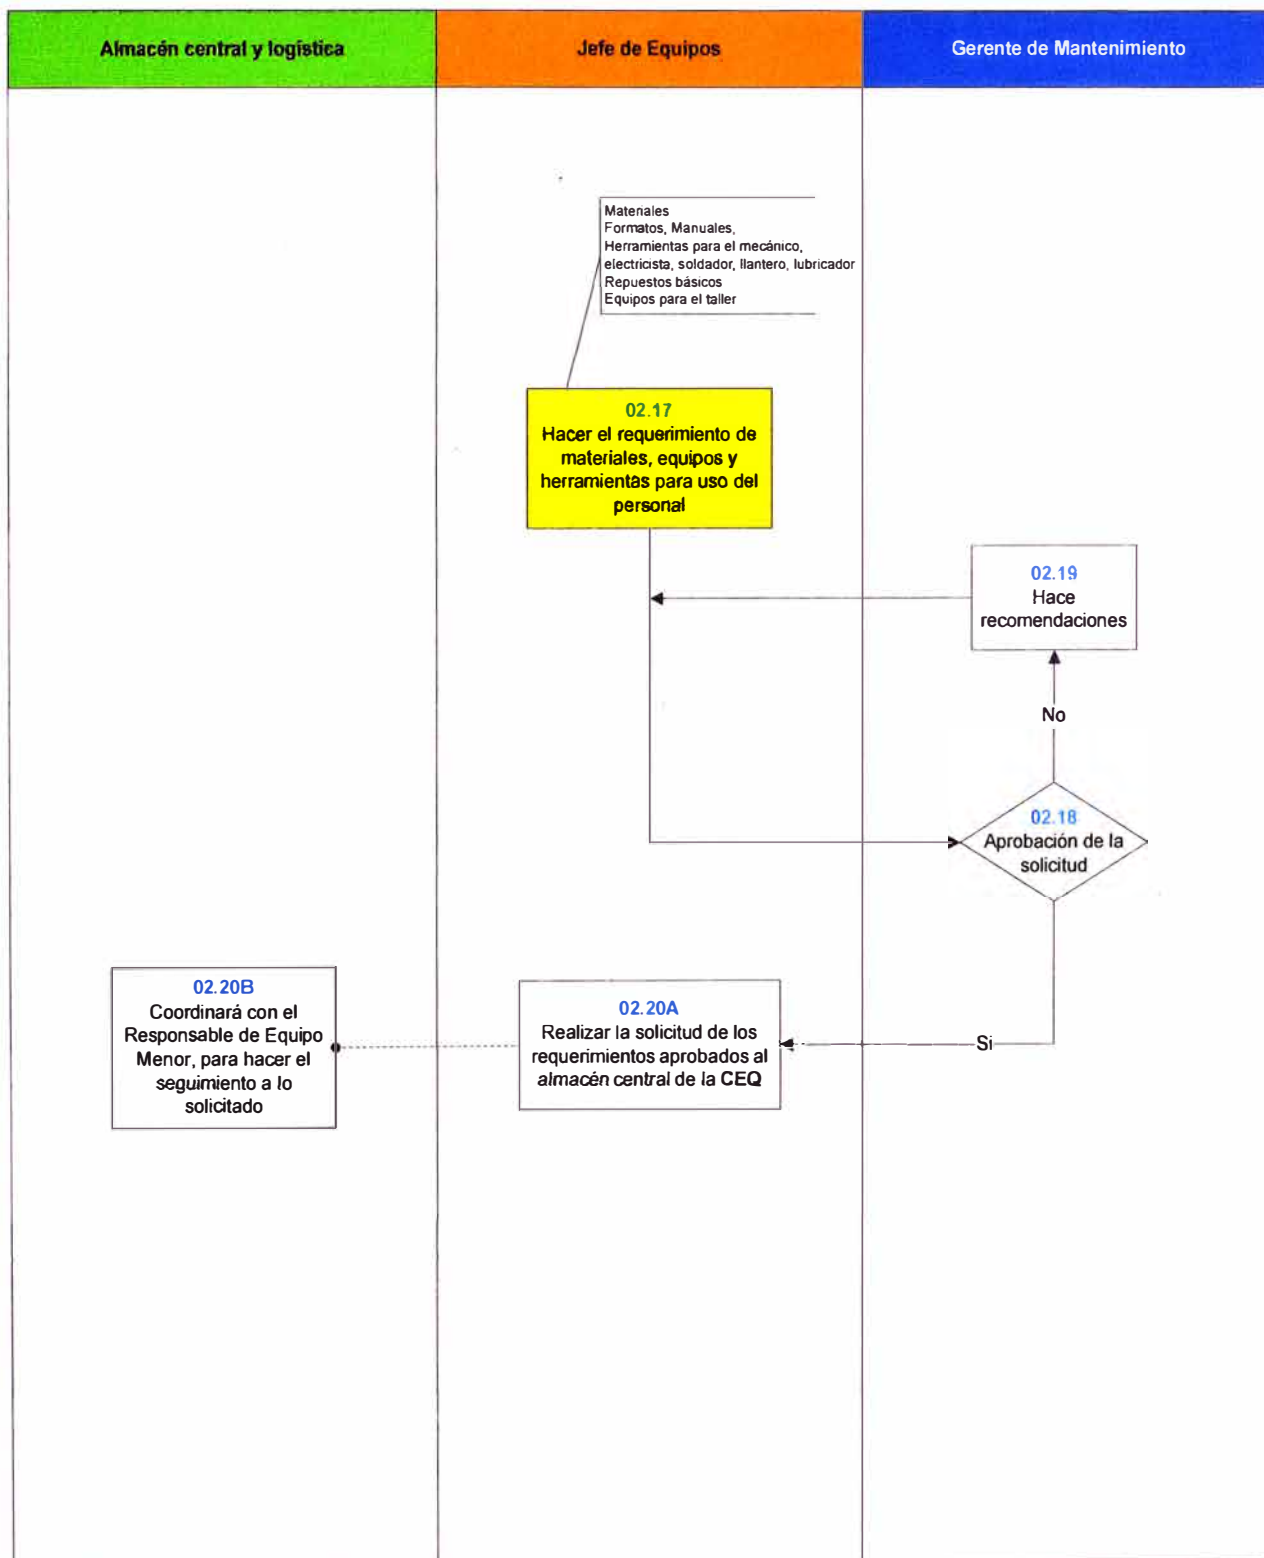 Almacén central y logística
Jefe de Equipos
Gerente de Mantenimiento
Materiales
Formatos, Manuales,
Herramientas para el mecánico,
electricista, soldador, llantero, lubricador
Repuestos básicos
Equipos para el taller
02.17
Hacer el requerimiento de
materiales, equipos y
herramientas para uso del
personal
02.19
Hace
recomendaciones
No
02.18
Aprobación de la
solicitud
Si
02.20A
Realizar la solicitud de los
requerimientos aprobados al
almacén central de la CEQ
02.20B
Coordinará con el
Responsable de Equipo
Menor, para hacer el
seguimiento a lo
solicitado